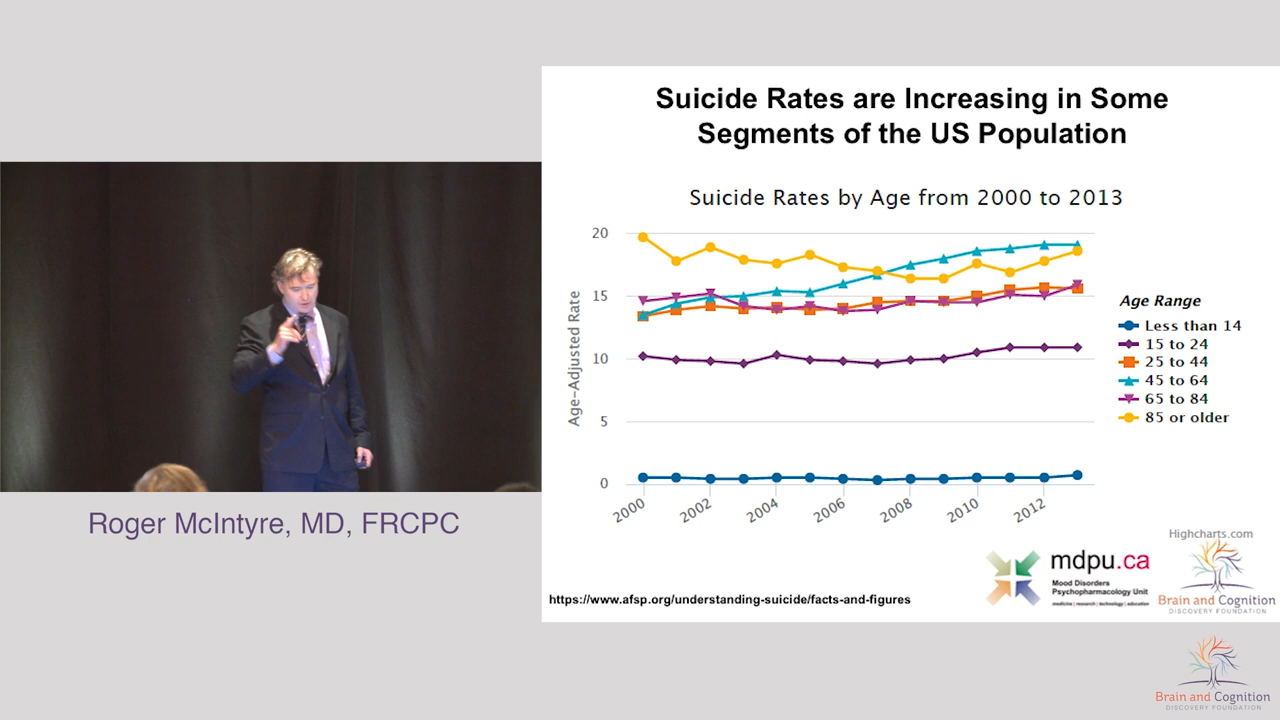 Suicide Rates are Increasing in Some
Segments of the US Population
Suicide Rates by Age from 2000 to 2013
20
15
10
5
0
Age-Adjusted Rate
2000
2002
2004
2006
2008
2010
2012
Age Range
Less than 14
15 to 24
25 to 44
45 to 64
65 to 84
85 or older
Highcharts.com
mdpu.ca
Mood Disorders
Psychopharmacology Unit
medicine | research | technology | education
Brain and Cognition
DISCOVERY FOUNDATION
https://www.afsp.org/understanding-suicide/facts-and-figures
Roger McIntyre, MD, FRCPC
Brain and Cognition
DISCOVERY FOUNDATION